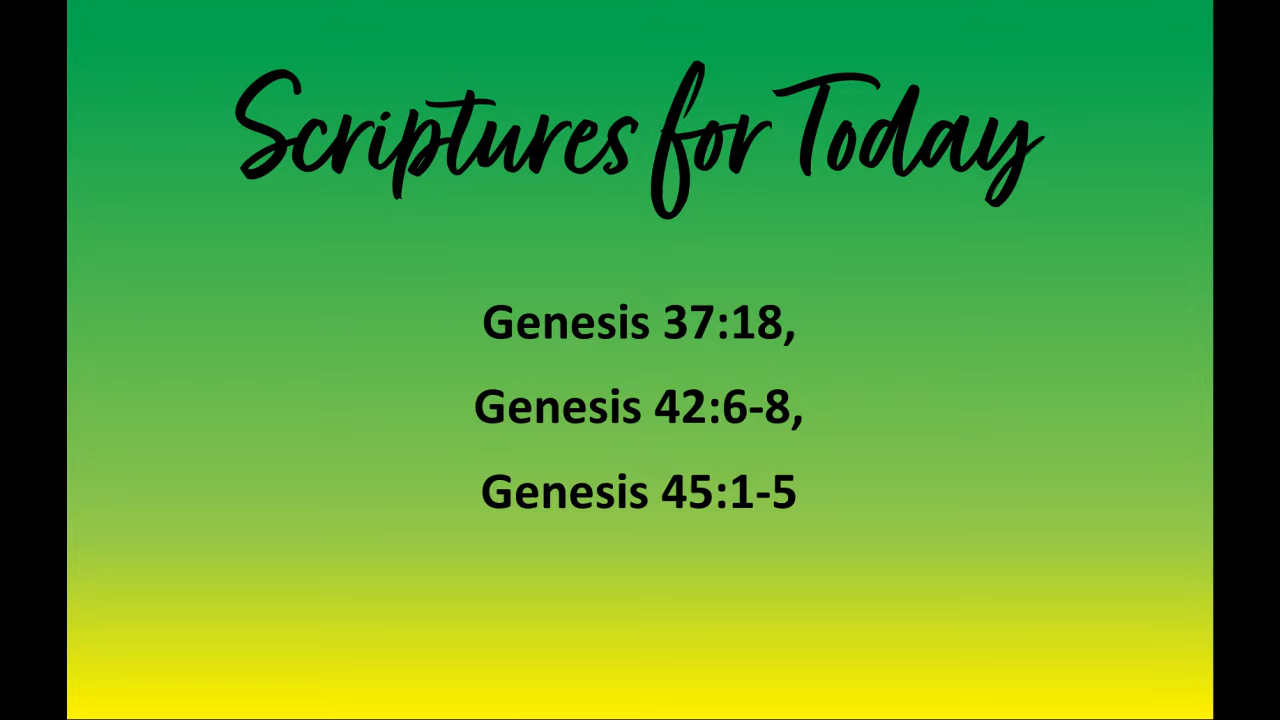 Scriptures for Today
Genesis 37:18,
Genesis 42:6-8,
Genesis 45:1-5